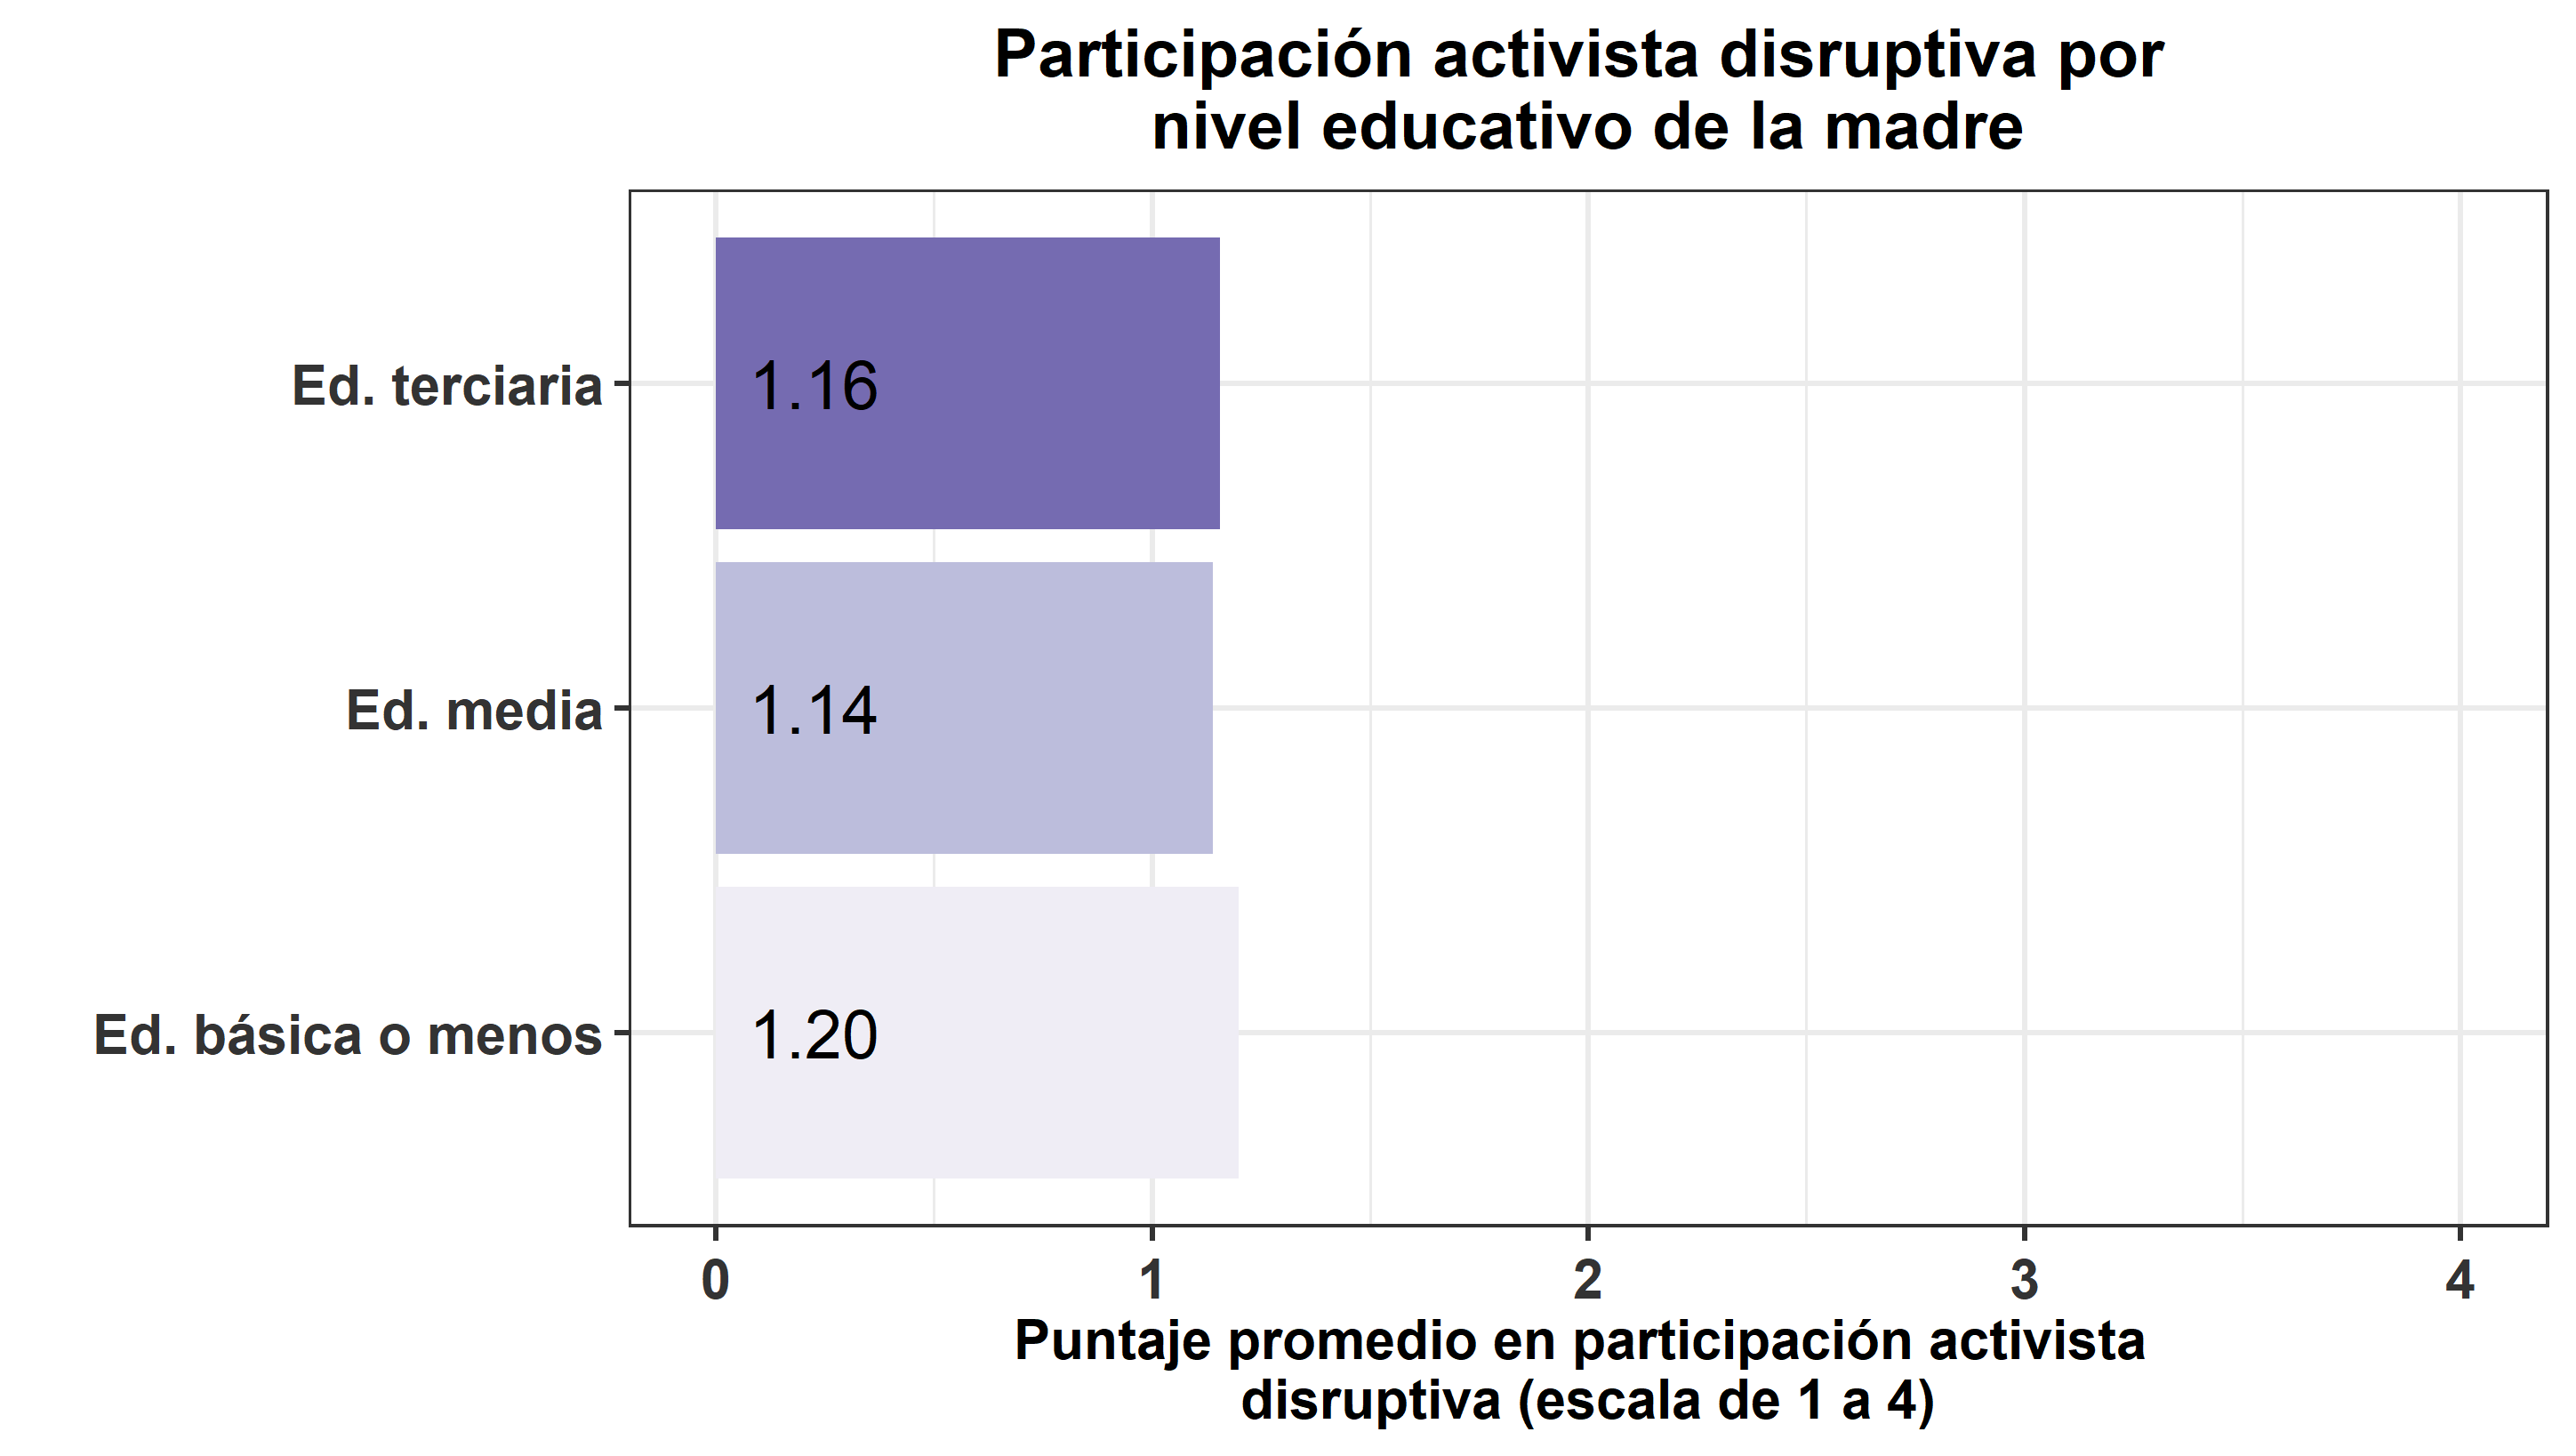 Participación activista disruptiva por
nivel educativo de la madre
Ed. terciaria
1.16
Ed. media
1.14
Ed. básica o menos
1.20
0 1 2 3 4
Puntaje promedio en participación activista
disruptiva (escala de 1 a 4)